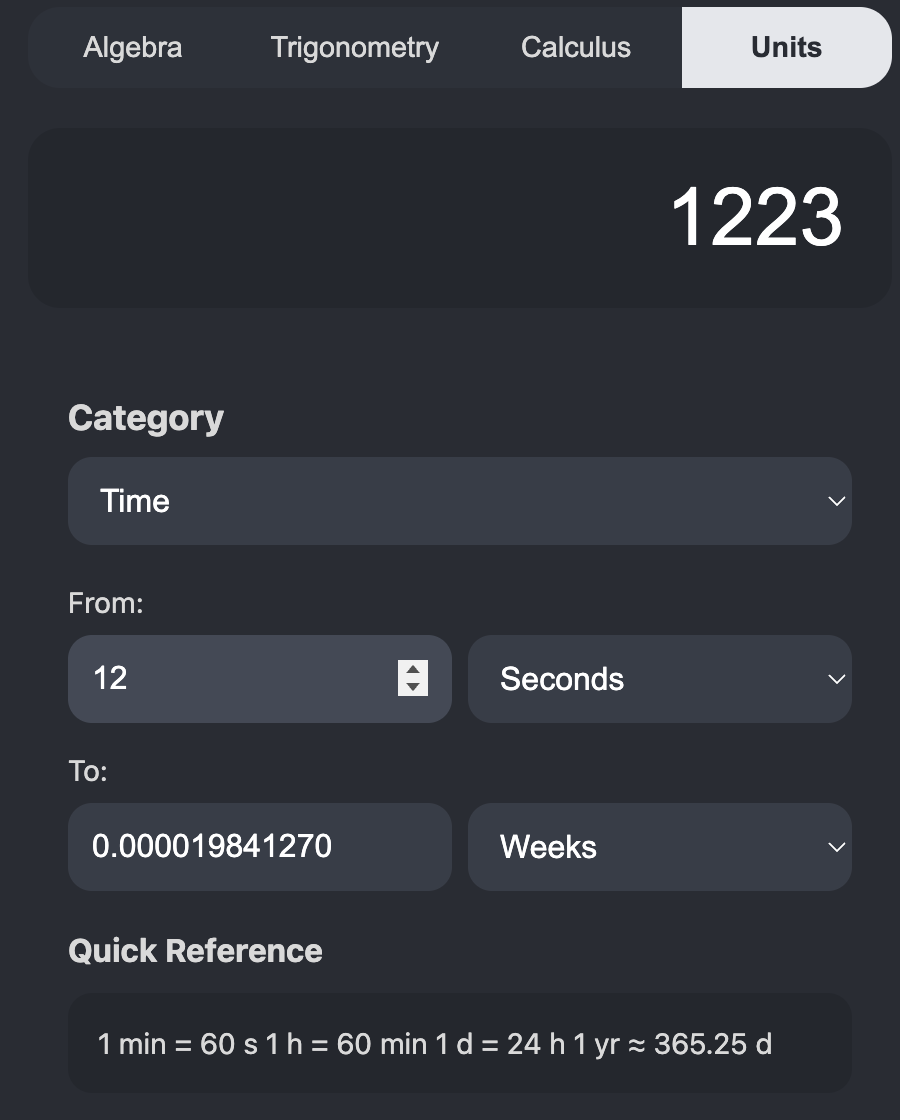 Algebra Trigonometry Calculus Units
1223
Category
Time
From:
12 Seconds
To:
0.000019841270 Weeks
Quick Reference
1 min = 60 s 1 h = 60 min 1 d = 24 h 1 yr ≈ 365.25 d